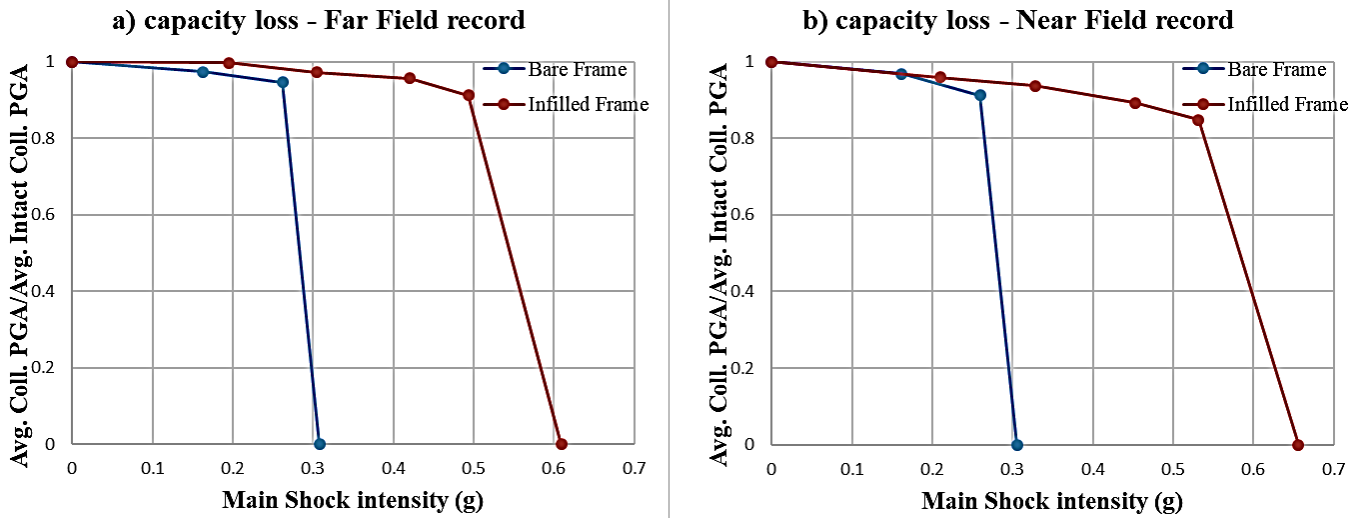 a) capacity loss - Far Field record
Avg. Coll. PGA/Avg. Intact Coll. PGA
1
0.8
0.6
0.4
0.2
0
0
0.1
0.2
0.3
0.4
0.5
0.6
0.7
Bare Frame
Infilled Frame
Main Shock intensity (g)
b) capacity loss - Near Field record
Avg. Coll. PGA/Avg. Intact Coll. PGA
1
0.8
0.6
0.4
0.2
0
0
0.1
0.2
0.3
0.4
0.5
0.6
0.7
Bare Frame
Infilled Frame
Main Shock intensity (g)